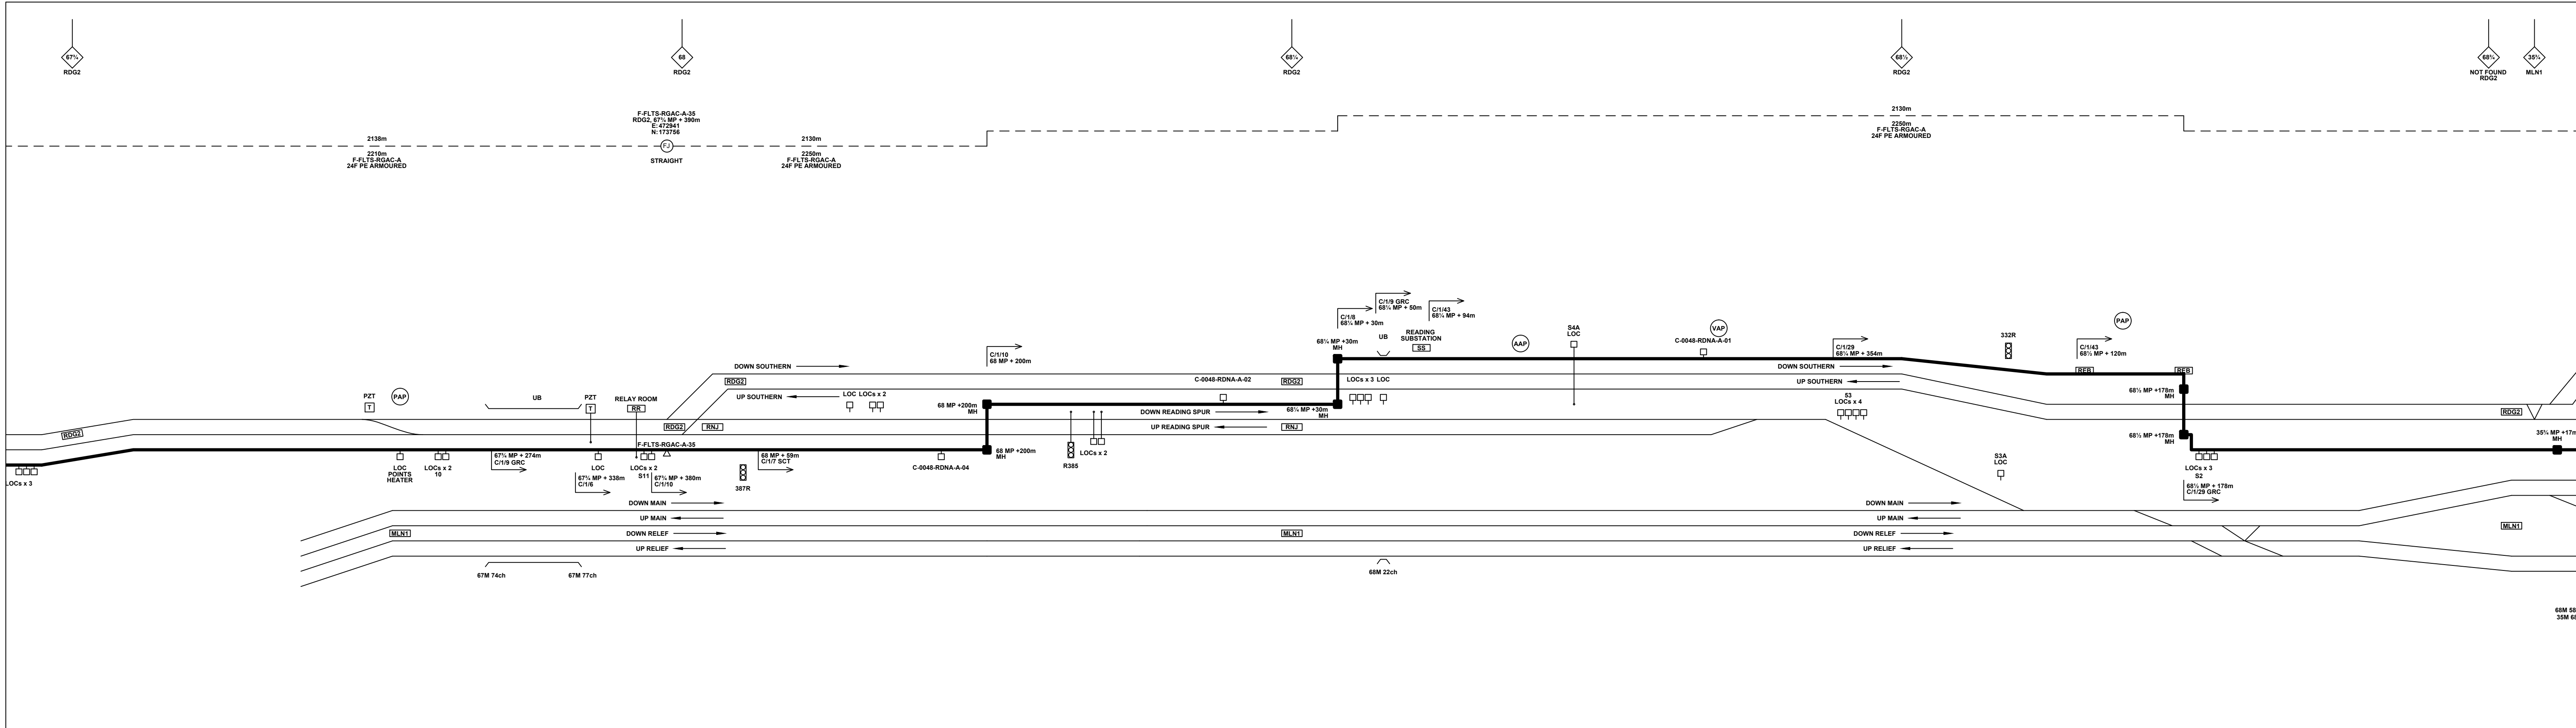 67¾
RDG2
68
RDG2
68¼
RDG2
68½
RDG2
68¾
NOT FOUND
RDG2
35¾
MLN1
2138m
2210m
F-FLTS-RGAC-A
24F PE ARMOURED
F-FLTS-RGAC-A-35
RDG2, 67¾ MP + 390m
E: 472941
N: 173756
FJ
STRAIGHT
2130m
2250m
F-FLTS-RGAC-A
24F PE ARMOURED
2130m
2250m
F-FLTS-RGAC-A
24F PE ARMOURED
C/1/10
68 MP + 200m
C/1/8
68¼ MP + 30m
C/1/9 GRC
68¼ MP + 50m
C/1/43
68¼ MP + 94m
68¼ MP +30m
MH
UB
READING
SUBSTATION
SS
AAP
S4A
LOC
VAP
C-0048-RDNA-A-01
C/1/29
68¼ MP + 354m
332R
C/1/43
68½ MP + 120m
PAP
REB
REB
DOWN SOUTHERN
RDG2
UP SOUTHERN
C-0048-RDNA-A-02
RDG2
LOCs x 3
LOC
DOWN SOUTHERN
UP SOUTHERN
68½ MP +178m
MH
PZT
T
PAP
UB
PZT
T
RELAY ROOM
RR
LOC
LOCs x 2
68 MP +200m
MH
DOWN READING SPUR
68¼ MP +30m
MH
53
LOCs x 4
RDG2
RDG2
RDG2
RNJ
UP READING SPUR
RNJ
68½ MP +178m
MH
35¾ MP +17m
MH
F-FLTS-RGAC-A-35
LOCs x 3
LOC
POINTS
HEATER
LOCs x 2
10
67¾ MP + 274m
C/1/9 GRC
LOC
67¾ MP + 338m
C/1/6
LOCs x 2
S11
67¾ MP + 380m
C/1/10
387R
68 MP + 59m
C/1/7 SCT
C-0048-RDNA-A-04
68 MP +200m
MH
R385
LOCs x 2
S3A
LOC
LOCs x 3
S2
68½ MP + 178m
C/1/29 GRC
DOWN MAIN
UP MAIN
DOWN RELEF
UP RELIEF
MLN1
MLN1
DOWN MAIN
UP MAIN
DOWN RELEF
UP RELIEF
MLN1
67M 74ch
67M 77ch
68M 22ch
68M 58
35M 68